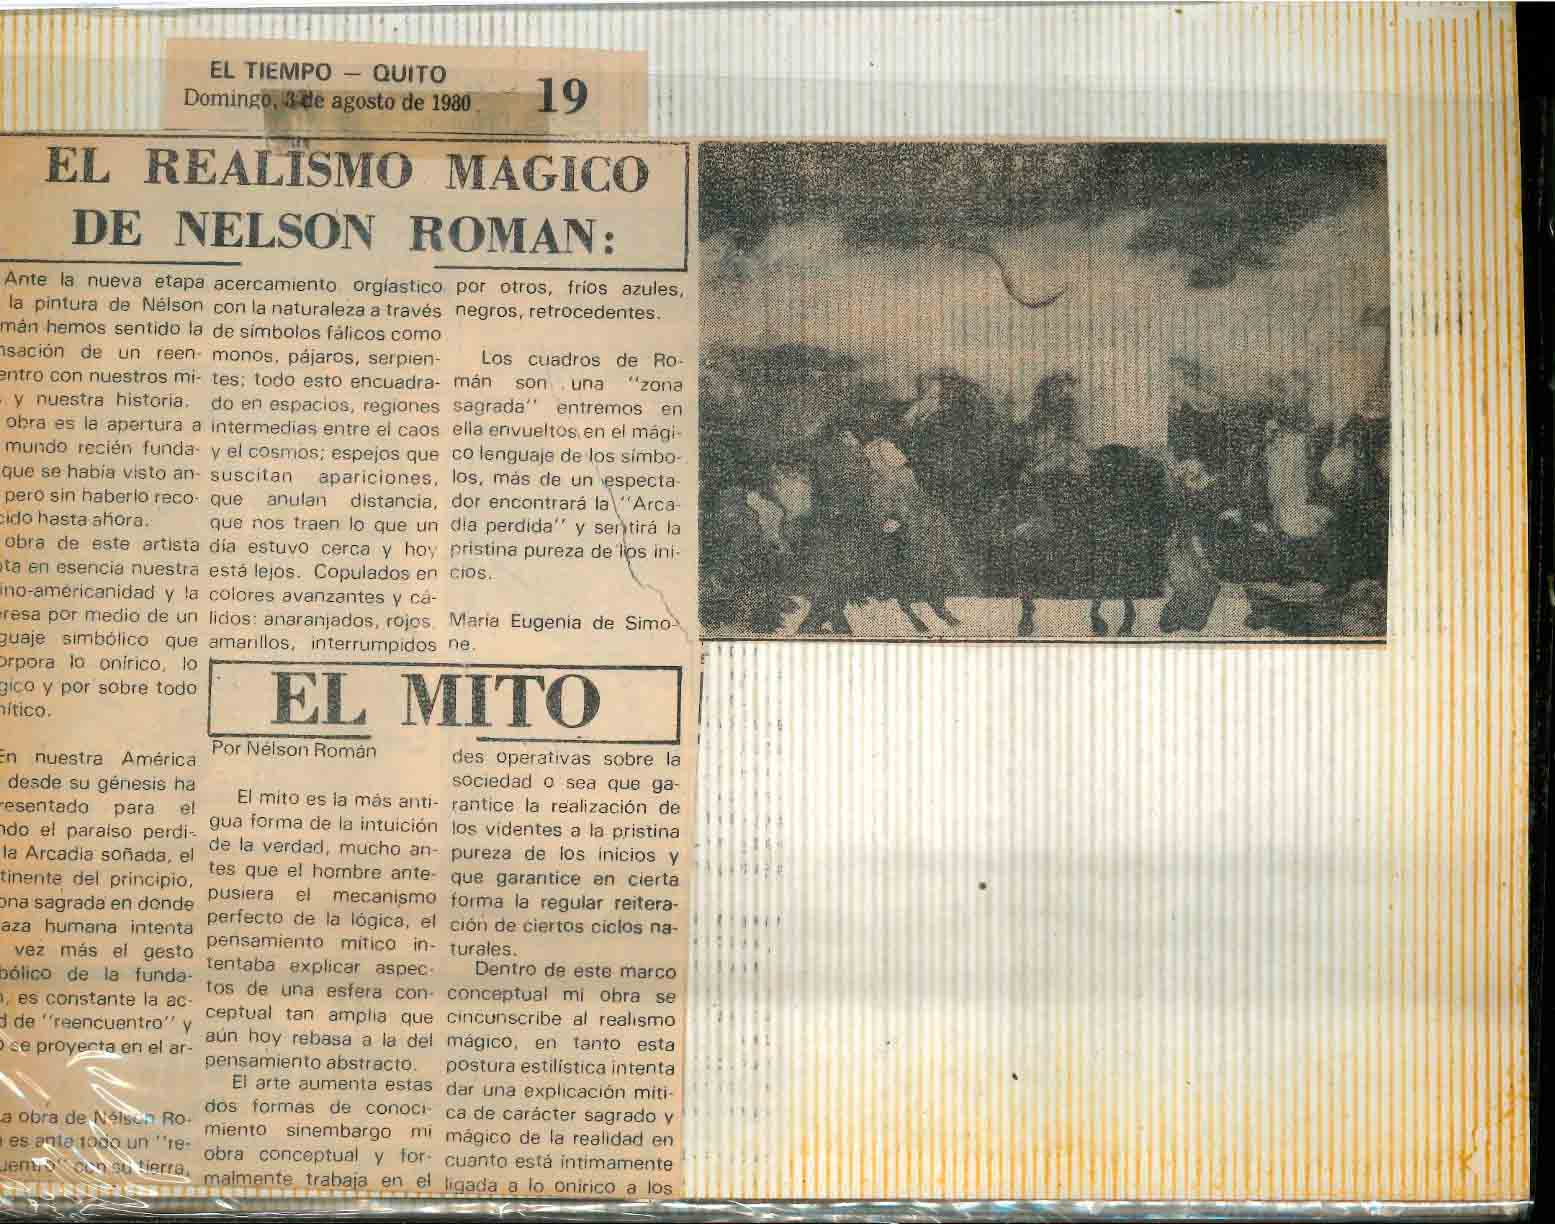 EL TIEMPO — QUITO
Domingo, 3 de agosto de 1980
19
EL REALISMO MAGICO
DE NELSON ROMAN:
Ante la nueva etapa
la pintura de Nélson
mán hemos sentido la
nsación de un reen-
entro con nuestros mi-
y nuestra historia.
obra es la apertura a
mundo recién funda-
que se había visto an-
pero sin haberlo reco-
cido hasta ahora.
obra de este artista
ta en esencia nuestra
ino-américanidad y la
resa por medio de un
guaje simbólico que
orpora lo onírico, lo
gico y por sobre todo
nítico.
En nuestra América
desde su génesis ha
resentado para el
ndo el paraíso perdi-
la Arcadia soñada, el
tinente del principio,
ona sagrada en donde
aza humana intenta
vez más el gesto
bólico de la funda-
, es constante la ac-
d de "reencuentro" y
se proyecta en el ar-
a obra de Nélson Ro-
es ante todo un "re-
uentro" con su tierra,
acercamiento orgíastico
con la naturaleza a través
de símbolos fálicos como
monos, pájaros, serpien-
tes; todo esto encuadra-
do en espacios, regiones
intermedias entre el caos
y el cosmos; espejos que
suscitan apariciones,
que anulan distancia,
que nos traen lo que un
día estuvo cerca y hoy
está lejos. Copulados en
colores avanzantes y cá-
lidos: anaranjados, rojos,
amarillos, interrumpidos
por otros, fríos azules,
negros, retrocedentes.
Los cuadros de Ro-
mán son una "zona
sagrada" entremos en
ella envueltos en el mági-
co lenguaje de los símbo-
los, más de un especta-
dor encontrará la "Arca-
dia perdida" y sentirá la
pristina pureza de los ini-
cios.
María Eugenia de Simo-
ne.
EL MITO
Por Nélson Román
El mito es la más anti-
gua forma de la intuición
de la verdad, mucho an-
tes que el hombre ante-
pusiera el mecanismo
perfecto de la lógica, el
pensamiento mítico in-
tentaba explicar aspec-
tos de una esfera con-
ceptual tan amplia que
aún hoy rebasa a la del
pensamiento abstracto.
El arte aumenta estas
dos formas de conoci-
miento sinembargo mi
obra conceptual y for-
malmente trabaja en el
des operativas sobre la
sociedad o sea que ga-
rantice la realización de
los videntes a la pristina
pureza de los inicios y
que garantice en cierta
forma la regular reitera-
ción de ciertos ciclos na-
turales.
Dentro de este marco
conceptual mi obra se
cincunscribe al realismo
mágico, en tanto esta
postura estilística intenta
dar una explicación míti-
ca de carácter sagrado y
mágico de la realidad en
cuanto está íntimamente
ligada a lo onírico a los